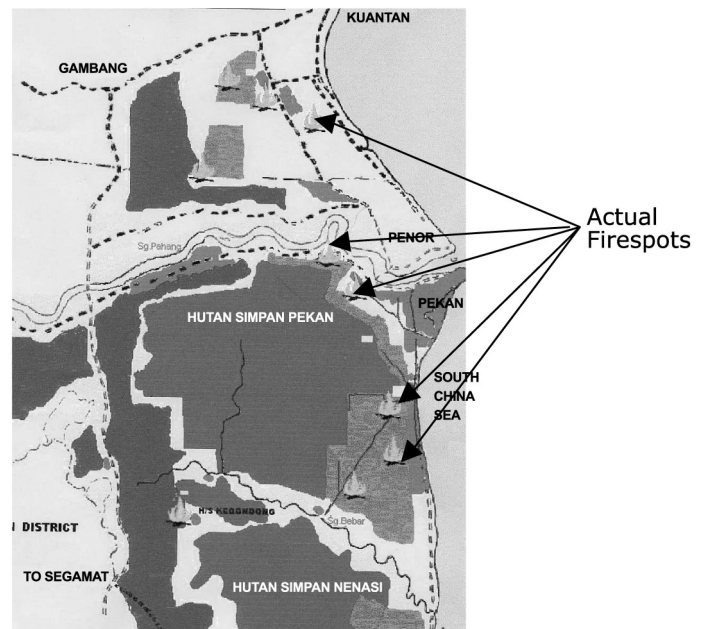 KUANTAN
GAMBANG
Actual
Firespots
PENOR
Sg.Pahang
PEKAN
HUTAN SIMPAN PEKAN
SOUTH
CHINA
SEA
H/S
Sg.Bebar
N DISTRICT
TO SEGAMAT
HUTAN SIMPAN NENASI